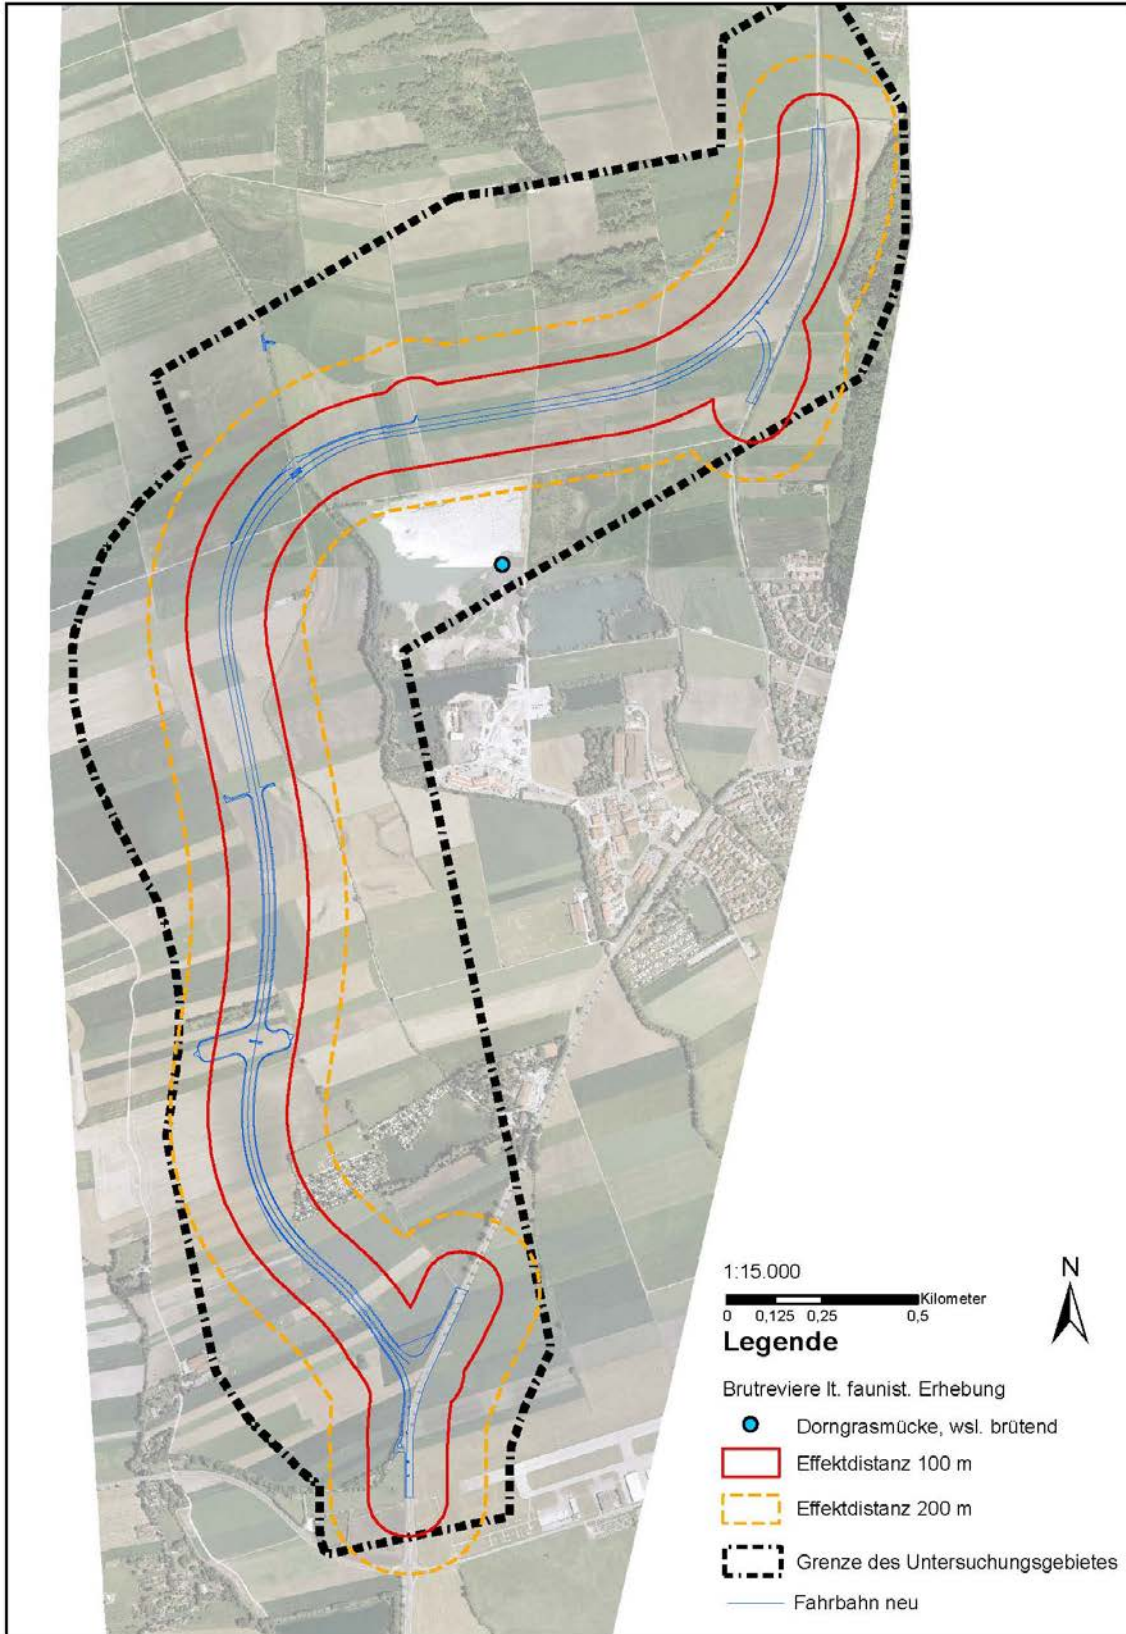 1:15.000
Kilometer
0 0,125 0,25 0,5
N
Legende
Brutreviere lt. faunist. Erhebung
Dorngrasmücke, wsl. brütend
Effektdistanz 100 m
Effektdistanz 200 m
Grenze des Untersuchungsgebietes
Fahrbahn neu